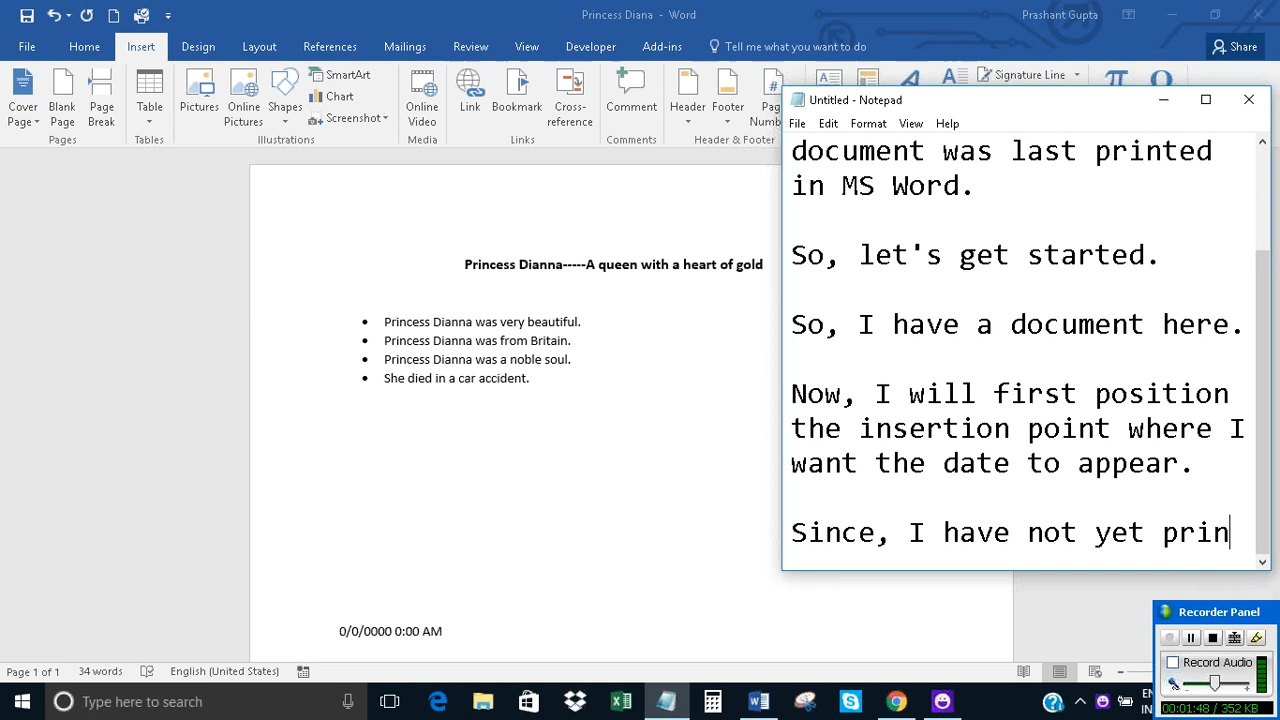 Princess Diana - Word
Prashant Gupta
File Home Insert Design Layout References Mailings Review View Developer Add-ins Tell me what you want to do Share
Cover Page
Blank Page
Page Break
Pages
Table
Tables
Pictures
Online Pictures
Shapes
SmartArt
Chart
Screenshot
Illustrations
Online Video
Media
Link
Bookmark
Cross-reference
Links
Comment
Comments
Header
Footer
Header & Footer
Signature Line
Untitled - Notepad
File Edit Format View Help
document was last printed
in MS Word.
So, let's get started.
So, I have a document here.
Now, I will first position
the insertion point where I
want the date to appear.
Since, I have not yet prin
Princess Dianna-----A queen with a heart of gold
• Princess Dianna was very beautiful.
• Princess Dianna was from Britain.
• Princess Dianna was a noble soul.
• She died in a car accident.
0/0/0000 0:00 AM
Page 1 of 1 34 words English (United States)
Recorder Panel
Record Audio
00:01:48 / 352 KB
Type here to search